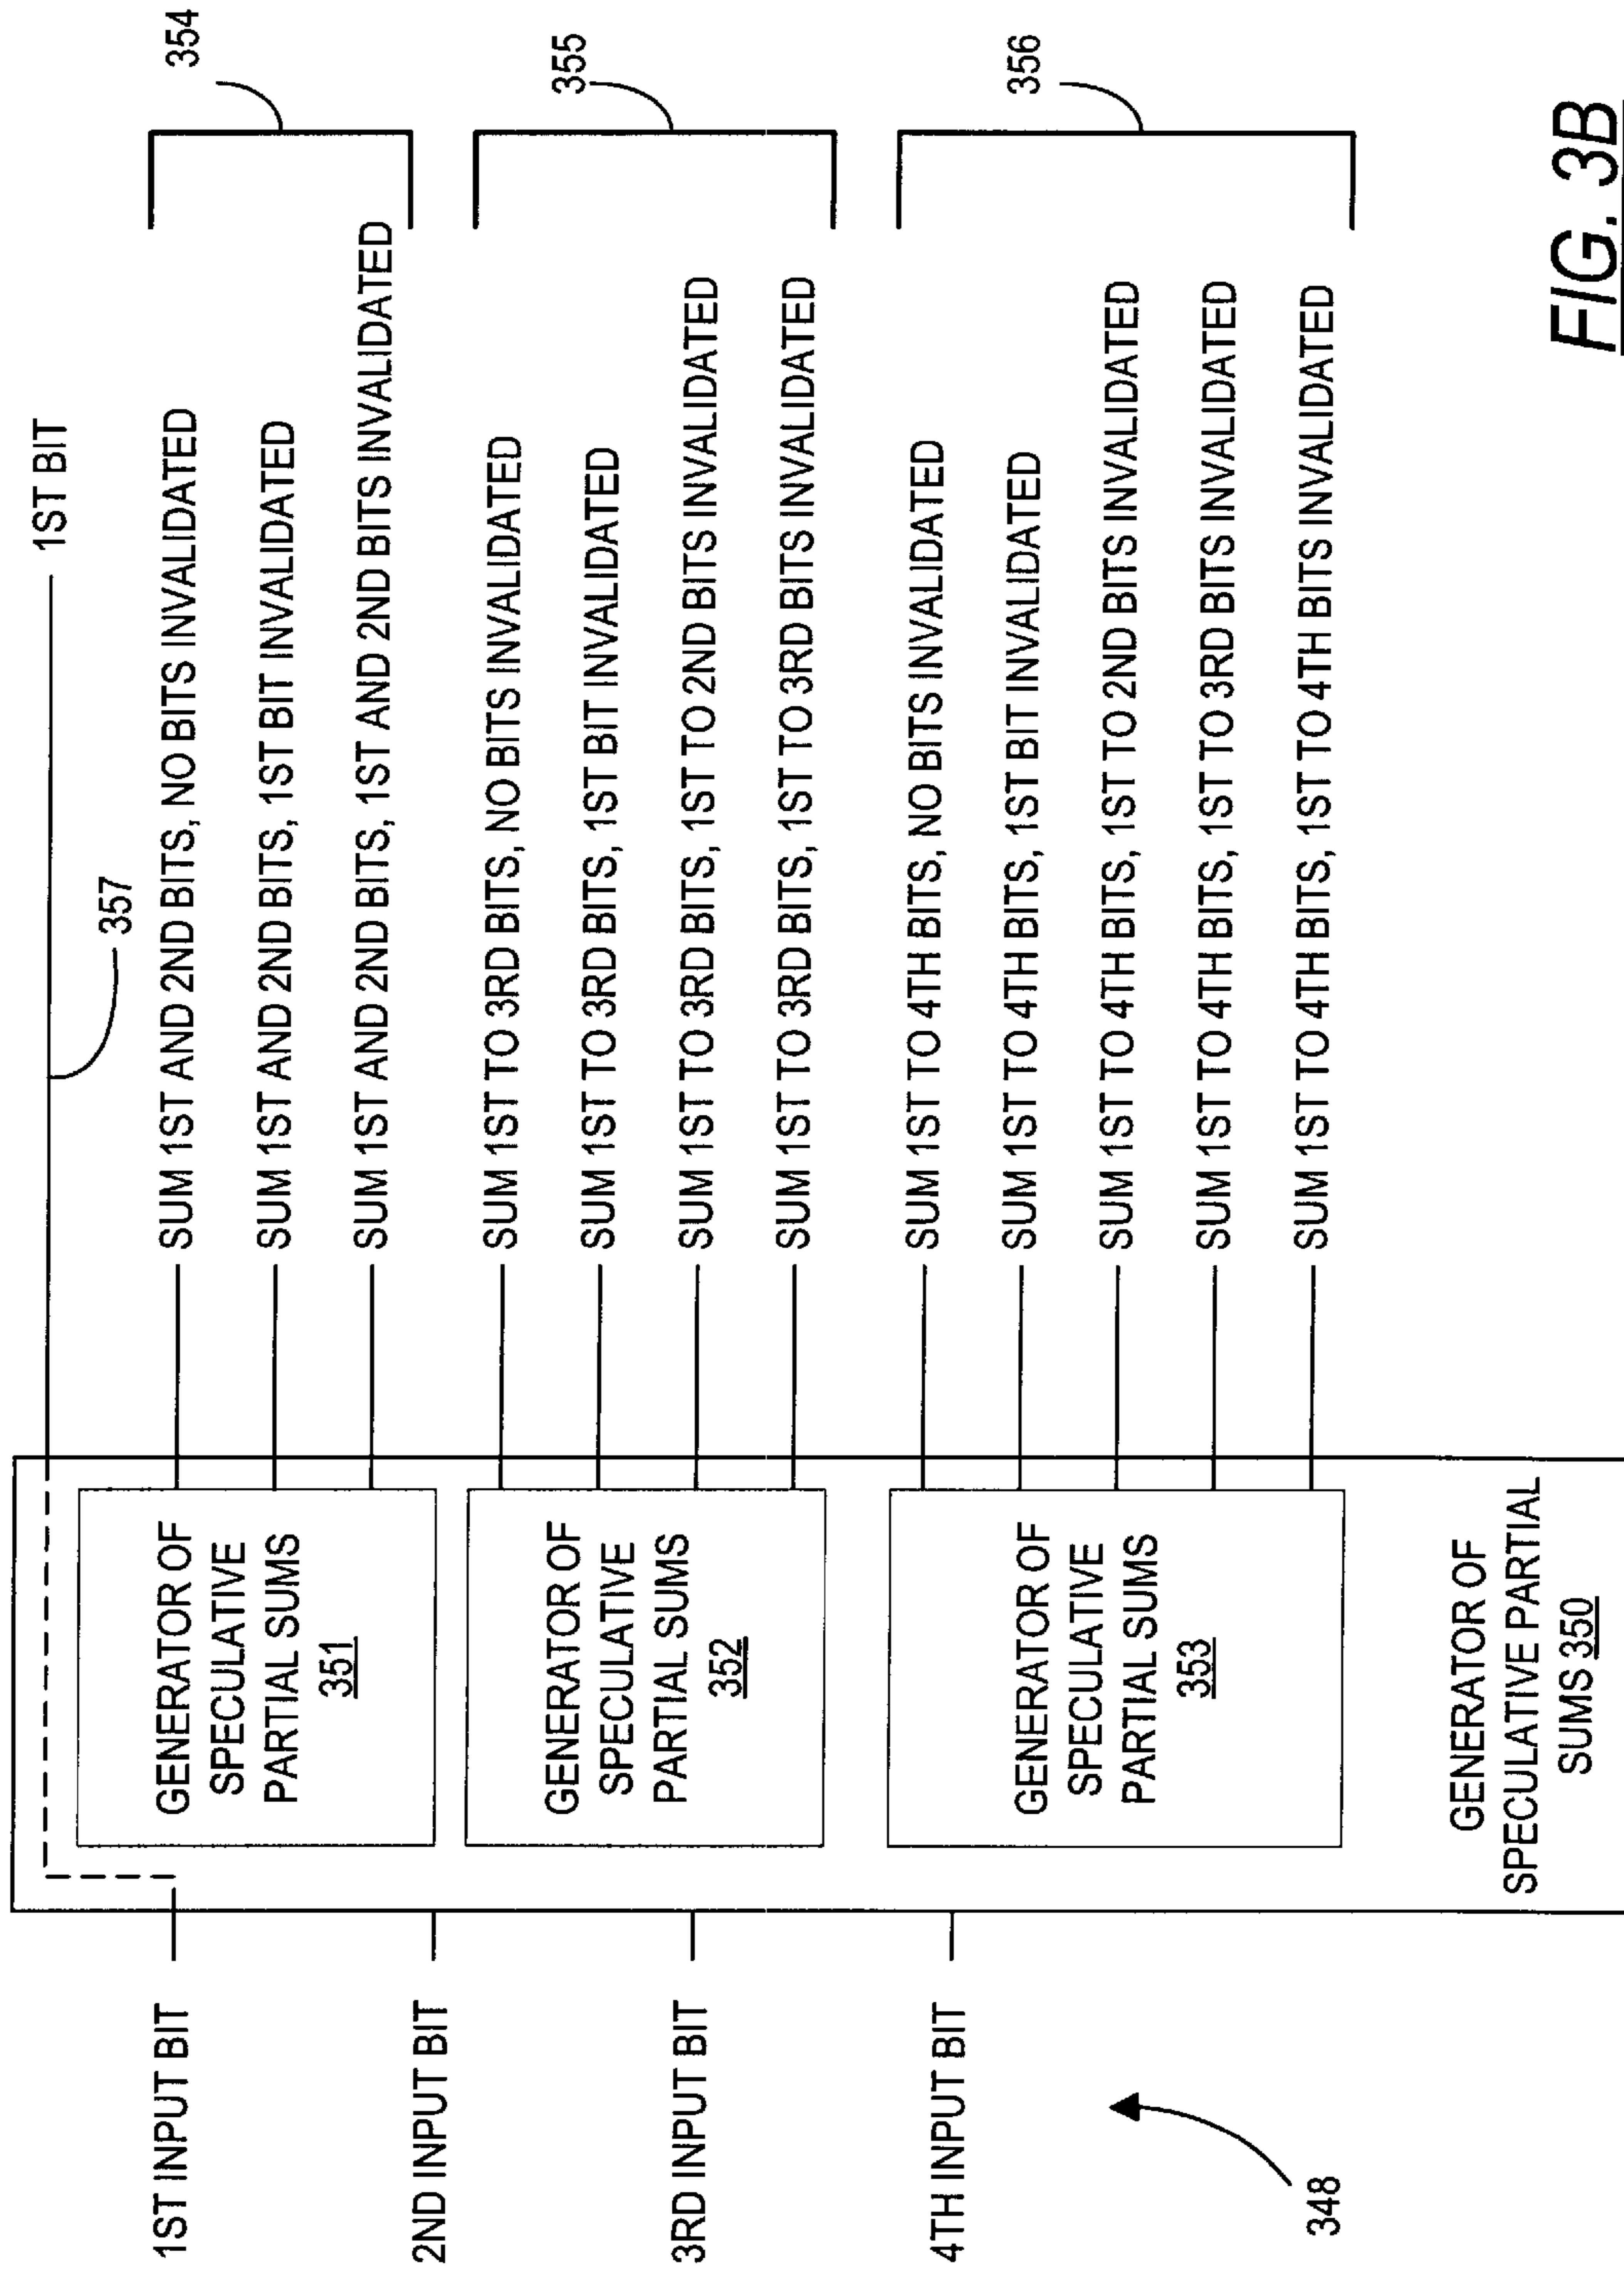 1ST INPUT BIT
2ND INPUT BIT
3RD INPUT BIT
4TH INPUT BIT
348
GENERATOR OF
SPECULATIVE
PARTIAL SUMS
351
GENERATOR OF
SPECULATIVE
PARTIAL SUMS
352
GENERATOR OF
SPECULATIVE
PARTIAL SUMS
353
GENERATOR OF
SPECULATIVE PARTIAL
SUMS 350
1ST BIT
357
SUM 1ST AND 2ND BITS, NO BITS INVALIDATED
SUM 1ST AND 2ND BITS, 1ST BIT INVALIDATED
SUM 1ST AND 2ND BITS, 1ST AND 2ND BITS INVALIDATED
354
SUM 1ST TO 3RD BITS, NO BITS INVALIDATED
SUM 1ST TO 3RD BITS, 1ST BIT INVALIDATED
SUM 1ST TO 3RD BITS, 1ST TO 2ND BITS INVALIDATED
SUM 1ST TO 3RD BITS, 1ST TO 3RD BITS INVALIDATED
355
SUM 1ST TO 4TH BITS, NO BITS INVALIDATED
SUM 1ST TO 4TH BITS, 1ST BIT INVALIDATED
SUM 1ST TO 4TH BITS, 1ST TO 2ND BITS INVALIDATED
SUM 1ST TO 4TH BITS, 1ST TO 3RD BITS INVALIDATED
SUM 1ST TO 4TH BITS, 1ST TO 4TH BITS INVALIDATED
356
FIG. 3B